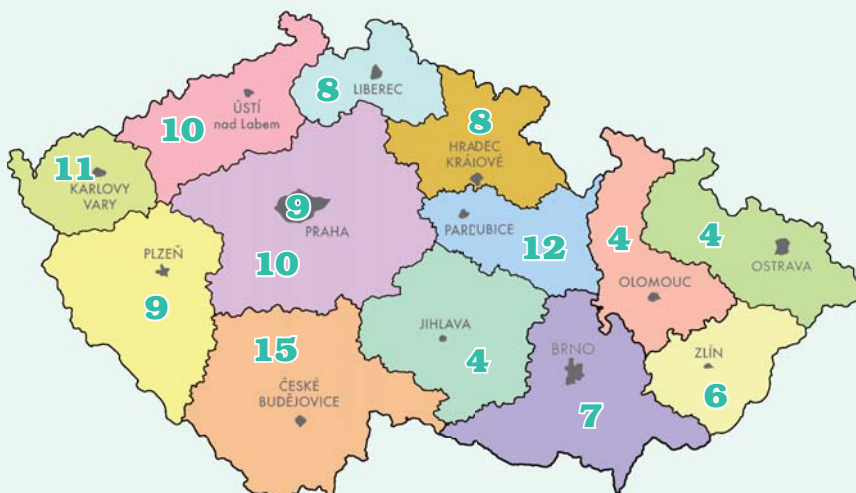 8
LIBEREC
ÚSTÍ
nad Labem
10
8
HRADEC
KRÁLOVÉ
11
KARLOVY
VARY
9
PRAHA
10
PARDUBICE
12
4
OLOMOUC
4
OSTRAVA
PLZEŇ
9
15
ČESKÉ
BUDĚJOVICE
JIHLAVA
4
BRNO
7
ZLÍN
6